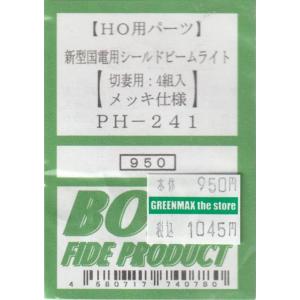 【HO用パーツ】
新型国電用シールドビームライト
【切妻用：4組入】
【メッキ仕様】
PH-241
950
本体 950円
GREENMAX the store
税込 1045円
BO
FIDE PRODUCT
4 580717 740780